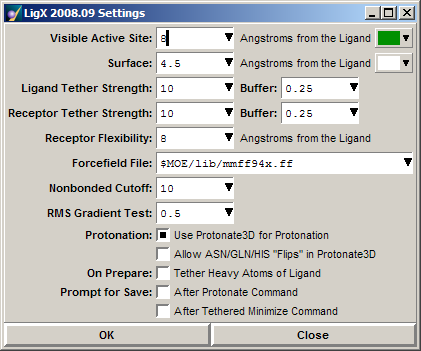 LigX 2008.09 Settings
Visible Active Site: 8 Angstroms from the Ligand
Surface: 4.5 Angstroms from the Ligand
Ligand Tether Strength: 10 Buffer: 0.25
Receptor Tether Strength: 10 Buffer: 0.25
Receptor Flexibility: 8 Angstroms from the Ligand
Forcefield File: $MOE/lib/mmff94x.ff
Nonbonded Cutoff: 10
RMS Gradient Test: 0.5
Protonation: Use Protonate3D for Protonation
Allow ASN/GLN/HIS "Flips" in Protonate3D
On Prepare: Tether Heavy Atoms of Ligand
Prompt for Save: After Protonate Command
After Tethered Minimize Command
OK Close